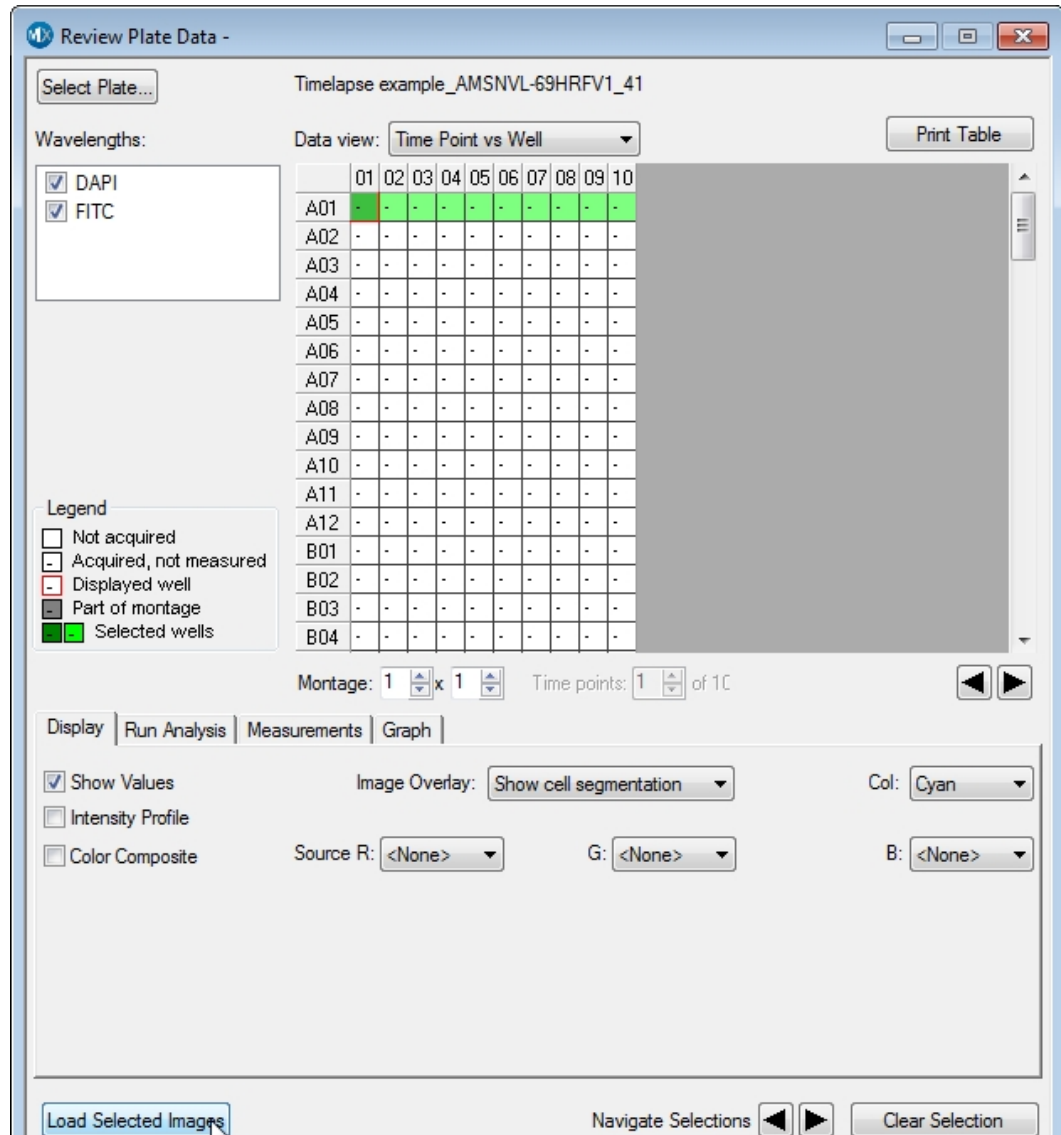 MX Review Plate Data -
Select Plate...
Timelapse example_AMSNVL-69HRFV1_41
Wavelengths:
Data view: Time Point vs Well
Print Table
DAPI
FITC
01 02 03 04 05 06 07 08 09 10
A01 - - - - - - - - - -
A02 - - - - - - - - - -
A03 - - - - - - - - - -
A04 - - - - - - - - - -
A05 - - - - - - - - - -
A06 - - - - - - - - - -
A07 - - - - - - - - - -
A08 - - - - - - - - - -
A09 - - - - - - - - - -
A10 - - - - - - - - - -
A11 - - - - - - - - - -
A12 - - - - - - - - - -
B01 - - - - - - - - - -
B02 - - - - - - - - - -
B03 - - - - - - - - - -
B04 - - - - - - - - - -
Legend
Not acquired
- Acquired, not measured
- Displayed well
- Part of montage
- - Selected wells
Montage: 1 x 1 Time points: 1 of 10
Display Run Analysis Measurements Graph
Show Values
Image Overlay: Show cell segmentation
Col: Cyan
Intensity Profile
Color Composite
Source R: <None> G: <None> B: <None>
Load Selected Images
Navigate Selections
Clear Selection